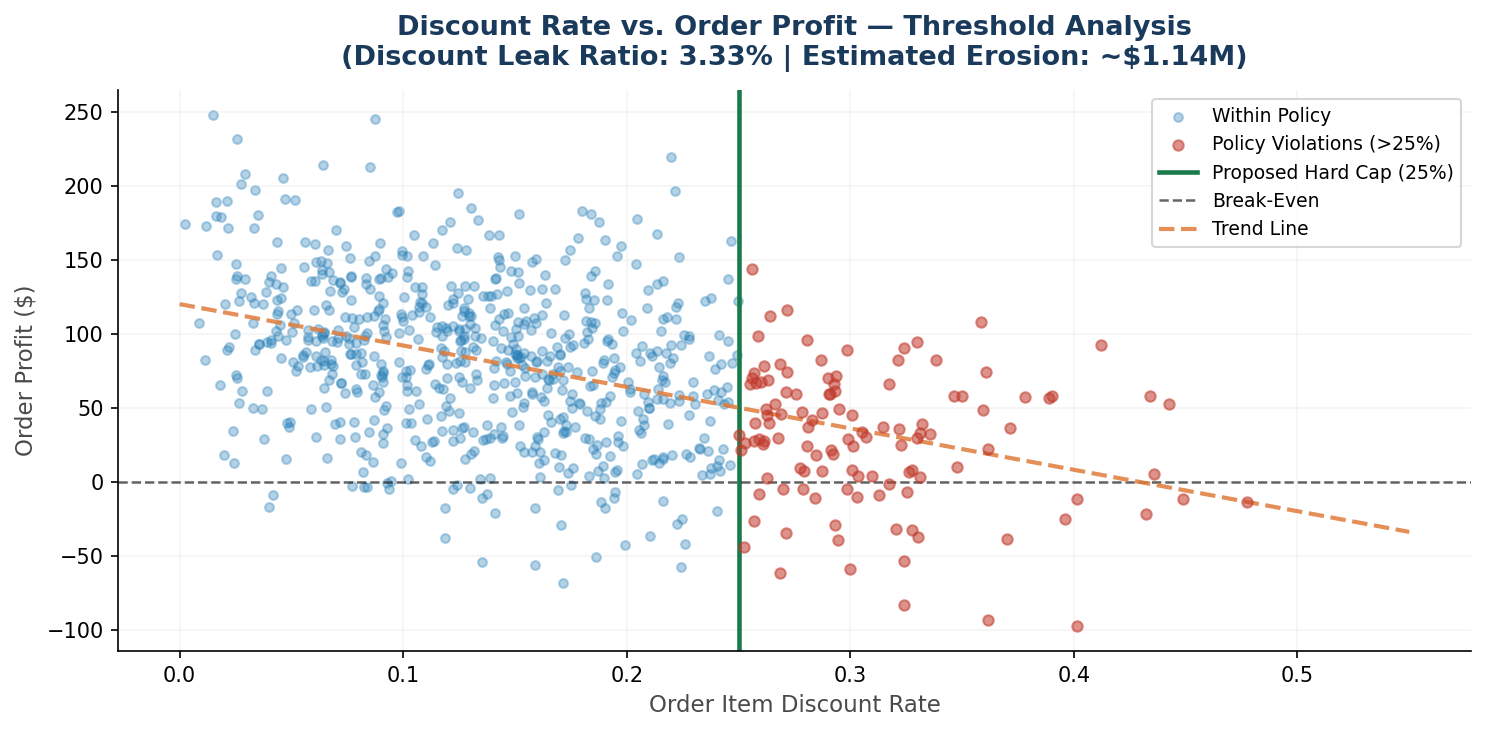 Discount Rate vs. Order Profit — Threshold Analysis
(Discount Leak Ratio: 3.33% | Estimated Erosion: ~$1.14M)
Within Policy
Policy Violations (>25%)
Proposed Hard Cap (25%)
Break-Even
Trend Line
Order Profit ($)
250
200
150
100
50
0
−50
−100
0.0 0.1 0.2 0.3 0.4 0.5
Order Item Discount Rate